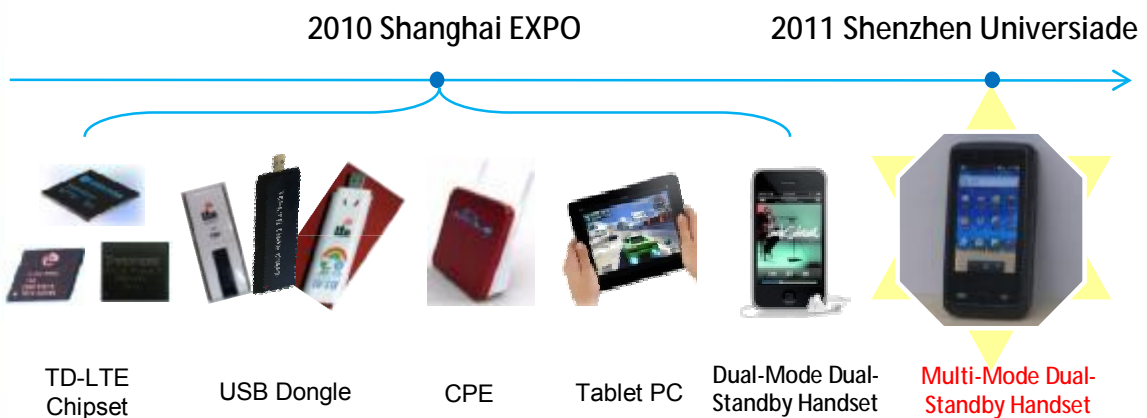 2010 Shanghai EXPO
2011 Shenzhen Universiade
TD-LTE
Chipset
USB Dongle
CPE
Tablet PC
Dual-Mode Dual-
Standby Handset
Multi-Mode Dual-
Standby Handset